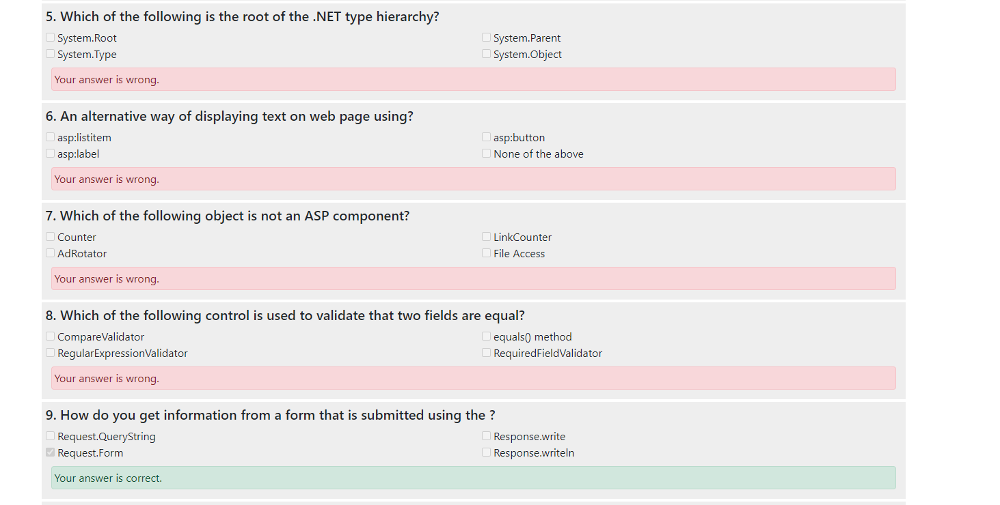 5. Which of the following is the root of the .NET type hierarchy?
System.Root
System.Parent
System.Type
System.Object
Your answer is wrong.
6. An alternative way of displaying text on web page using?
asp:listitem
asp:button
asp:label
None of the above
Your answer is wrong.
7. Which of the following object is not an ASP component?
Counter
LinkCounter
AdRotator
File Access
Your answer is wrong.
8. Which of the following control is used to validate that two fields are equal?
CompareValidator
equals() method
RegularExpressionValidator
RequiredFieldValidator
Your answer is wrong.
9. How do you get information from a form that is submitted using the ?
Request.QueryString
Response.write
Request.Form
Response.writeln
Your answer is correct.